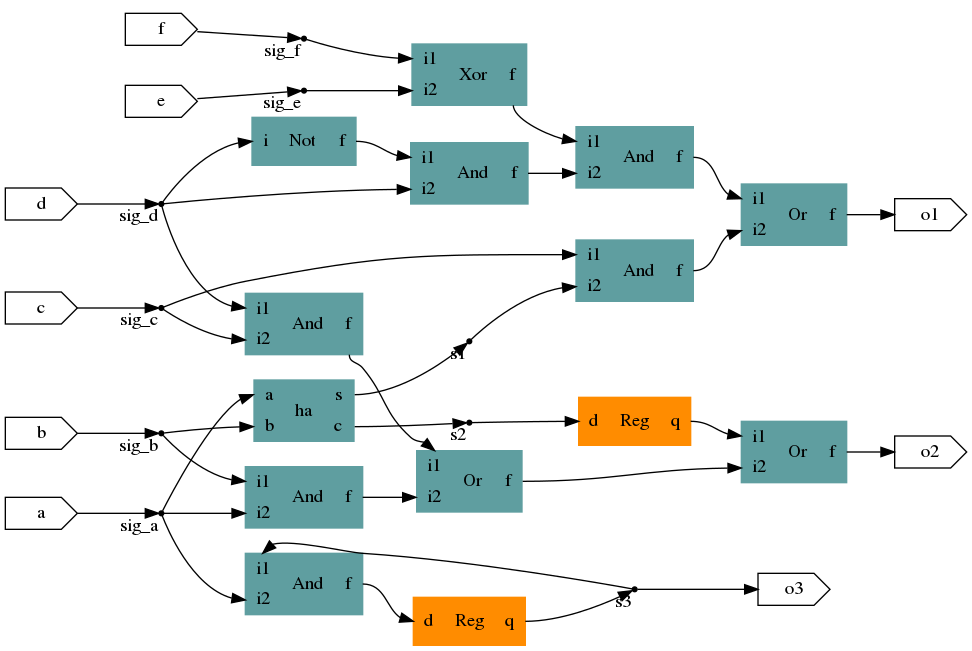 f
sig_f
i1 Xor f
i2
e
sig_e
i Not f
i1
And f
i2
i1
And f
i2
d
sig_d
i1
Or f
i2
o1
i1
And f
i2
c
sig_c
i1
And f
i2
s1
a s
ha
b c
s2
d Reg q
b
sig_b
i1
Or f
i2
o2
i1
Or f
i2
i1
And f
i2
a
sig_a
i1
And f
i2
d Reg q
s3
o3